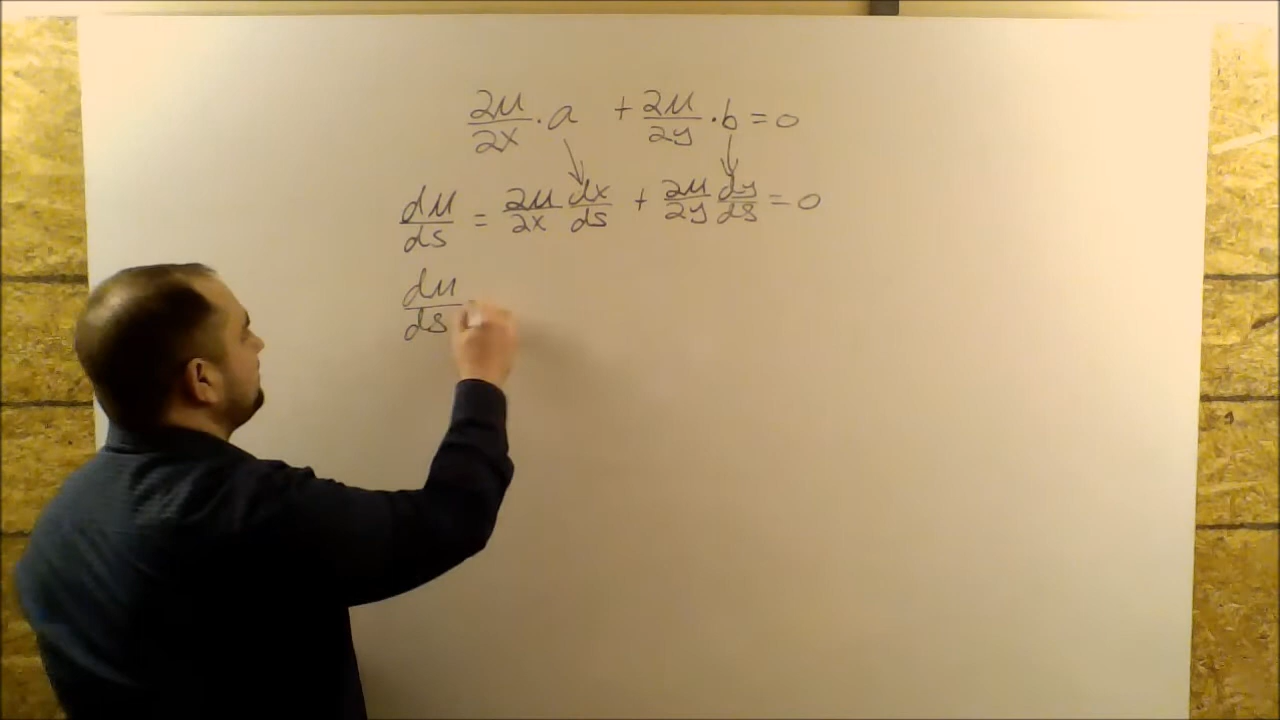 ∂u/∂x · a + ∂u/∂y · b = 0
du/ds = ∂u/∂x dx/ds + ∂u/∂y dy/ds = 0
du/ds